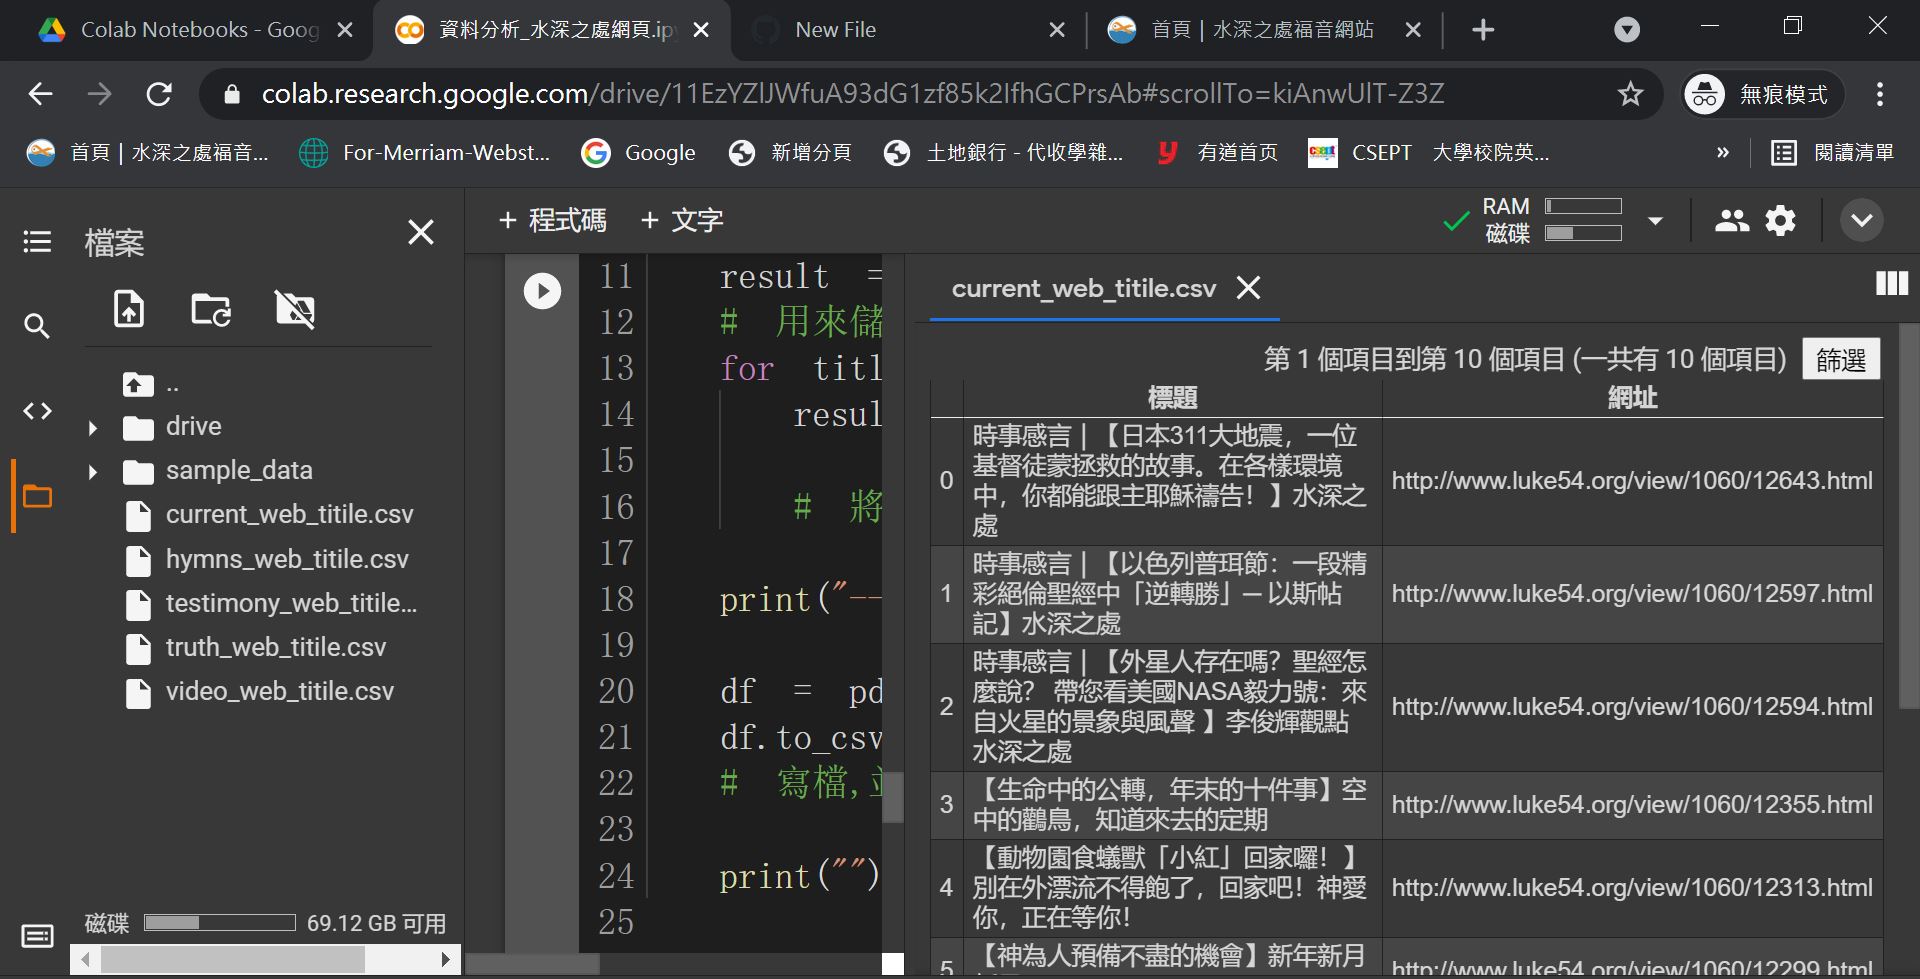 Colab Notebooks - Goog
資料分析_水深之處網頁.ipy
New File
首頁 | 水深之處福音網站
colab.research.google.com/drive/11EzYZlJWfuA93dG1zf85k2IfhGCPrsAb#scrollTo=kiAnwUlT-Z3Z
無痕模式
首頁 | 水深之處福音...
For-Merriam-Webst...
Google
新增分頁
土地銀行 - 代收學雜...
有道首页
CSEPT 大學校院英...
»
閱讀清單
檔案
+ 程式碼 + 文字
RAM
磁碟
..
drive
sample_data
current_web_titile.csv
hymns_web_titile.csv
testimony_web_titile...
truth_web_titile.csv
video_web_titile.csv
磁碟 69.12 GB 可用
11 result =
12 # 用來儲
13 for titl
14 resul
15
16 # 將
17
18 print("--
19
20 df = pd
21 df.to_csv
22 # 寫檔,並
23
24 print("")
25
current_web_titile.csv
第 1 個項目到第 10 個項目 (一共有 10 個項目) 篩選
標題 網址
0 時事感言 | 【日本311大地震，一位
基督徒蒙拯救的故事。在各樣環境
中，你都能跟主耶穌禱告！】水深之
處
http://www.luke54.org/view/1060/12643.html
1 時事感言 | 【以色列普珥節：一段精
彩絕倫聖經中「逆轉勝」─ 以斯帖
記】水深之處
http://www.luke54.org/view/1060/12597.html
2 時事感言 | 【外星人存在嗎？聖經怎
麼說？ 帶您看美國NASA毅力號：來
自火星的景象與風聲 】李俊輝觀點
水深之處
http://www.luke54.org/view/1060/12594.html
3 【生命中的公轉，年末的十件事】空
中的鸛鳥，知道來去的定期
http://www.luke54.org/view/1060/12355.html
4 【動物園食蟻獸「小紅」回家囉！】
別在外漂流不得飽了，回家吧！神愛
你，正在等你！
http://www.luke54.org/view/1060/12313.html
5 【神為人預備不盡的機會】新年新月
http://www.luke54.org/view/1060/12299.html